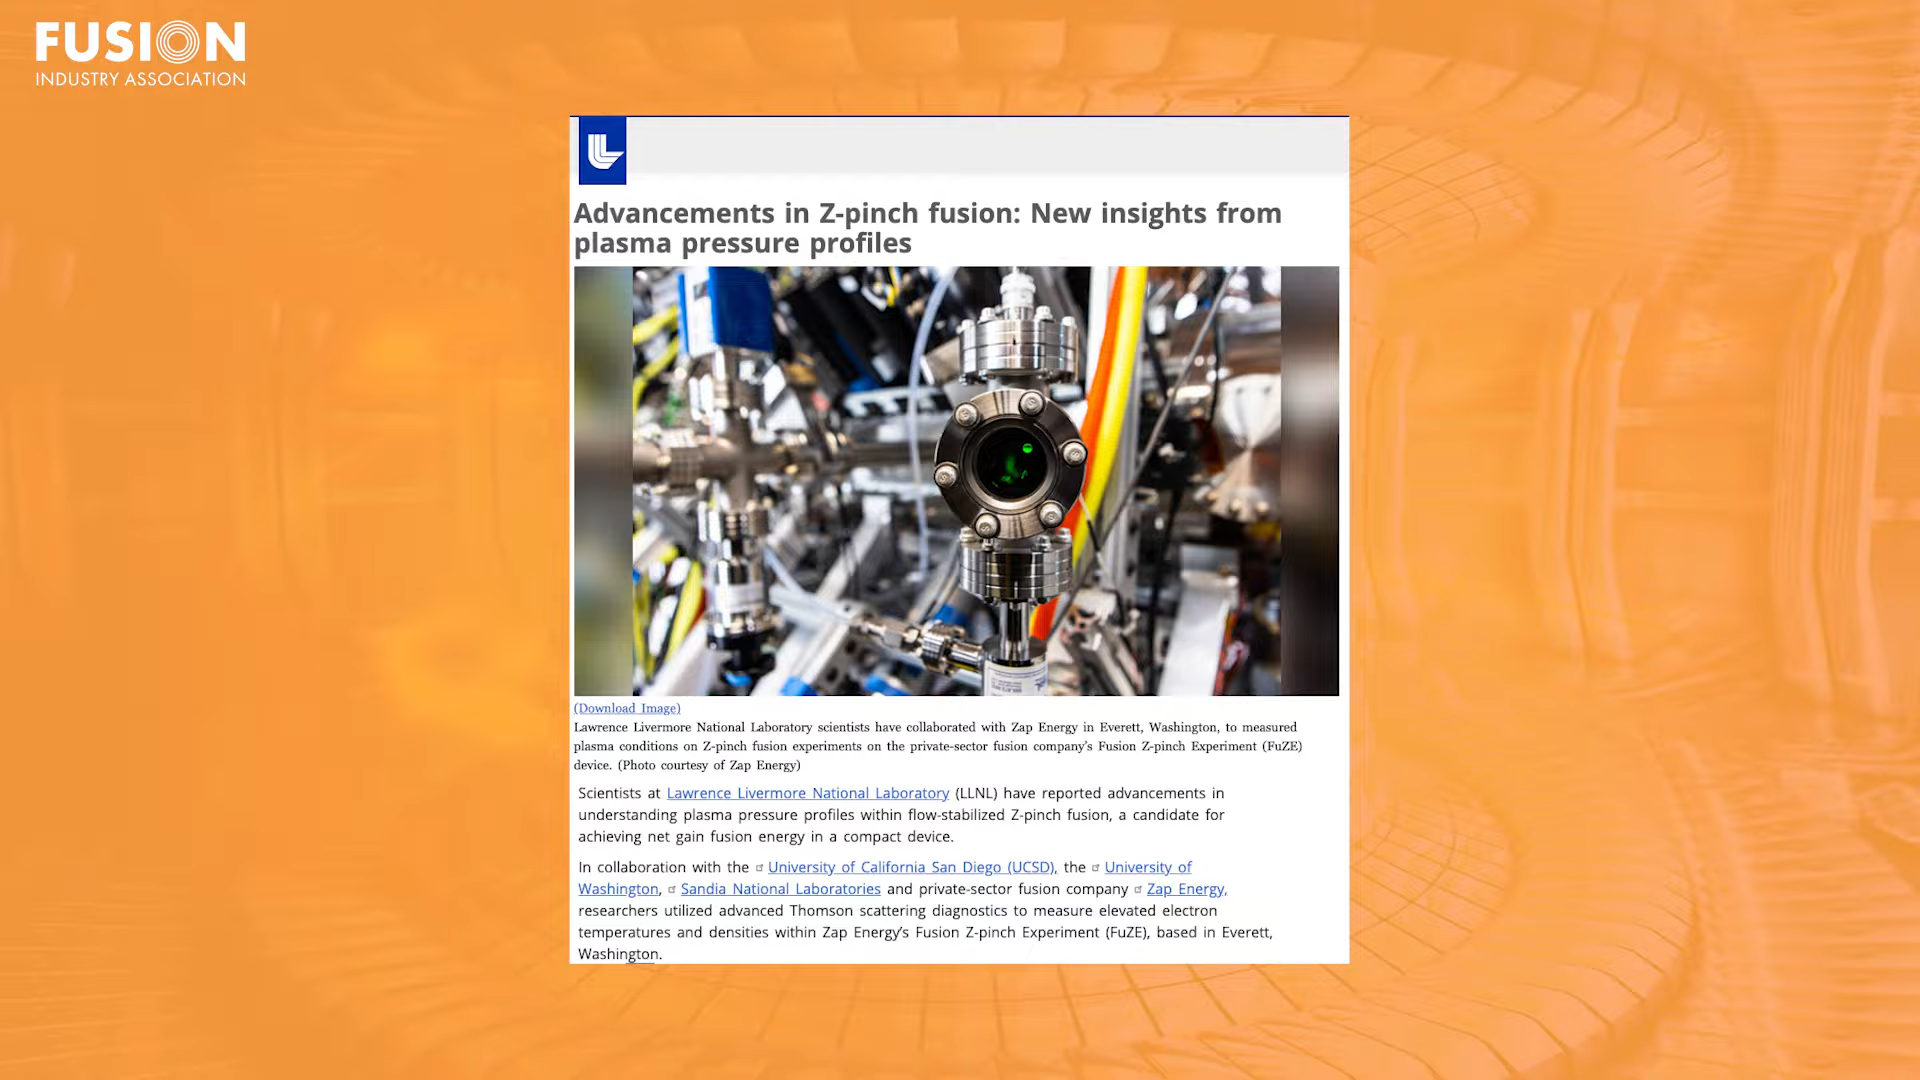 FUSION
INDUSTRY ASSOCIATION
Advancements in Z-pinch fusion: New insights from
plasma pressure profiles
(Download Image)
Lawrence Livermore National Laboratory scientists have collaborated with Zap Energy in Everett, Washington, to measured
plasma conditions on Z-pinch fusion experiments on the private-sector fusion company's Fusion Z-pinch Experiment (FuZE)
device. (Photo courtesy of Zap Energy)
Scientists at Lawrence Livermore National Laboratory (LLNL) have reported advancements in
understanding plasma pressure profiles within flow-stabilized Z-pinch fusion, a candidate for
achieving net gain fusion energy in a compact device.
In collaboration with the University of California San Diego (UCSD), the University of
Washington, Sandia National Laboratories and private-sector fusion company Zap Energy,
researchers utilized advanced Thomson scattering diagnostics to measure elevated electron
temperatures and densities within Zap Energy’s Fusion Z-pinch Experiment (FuZE), based in Everett,
Washington.